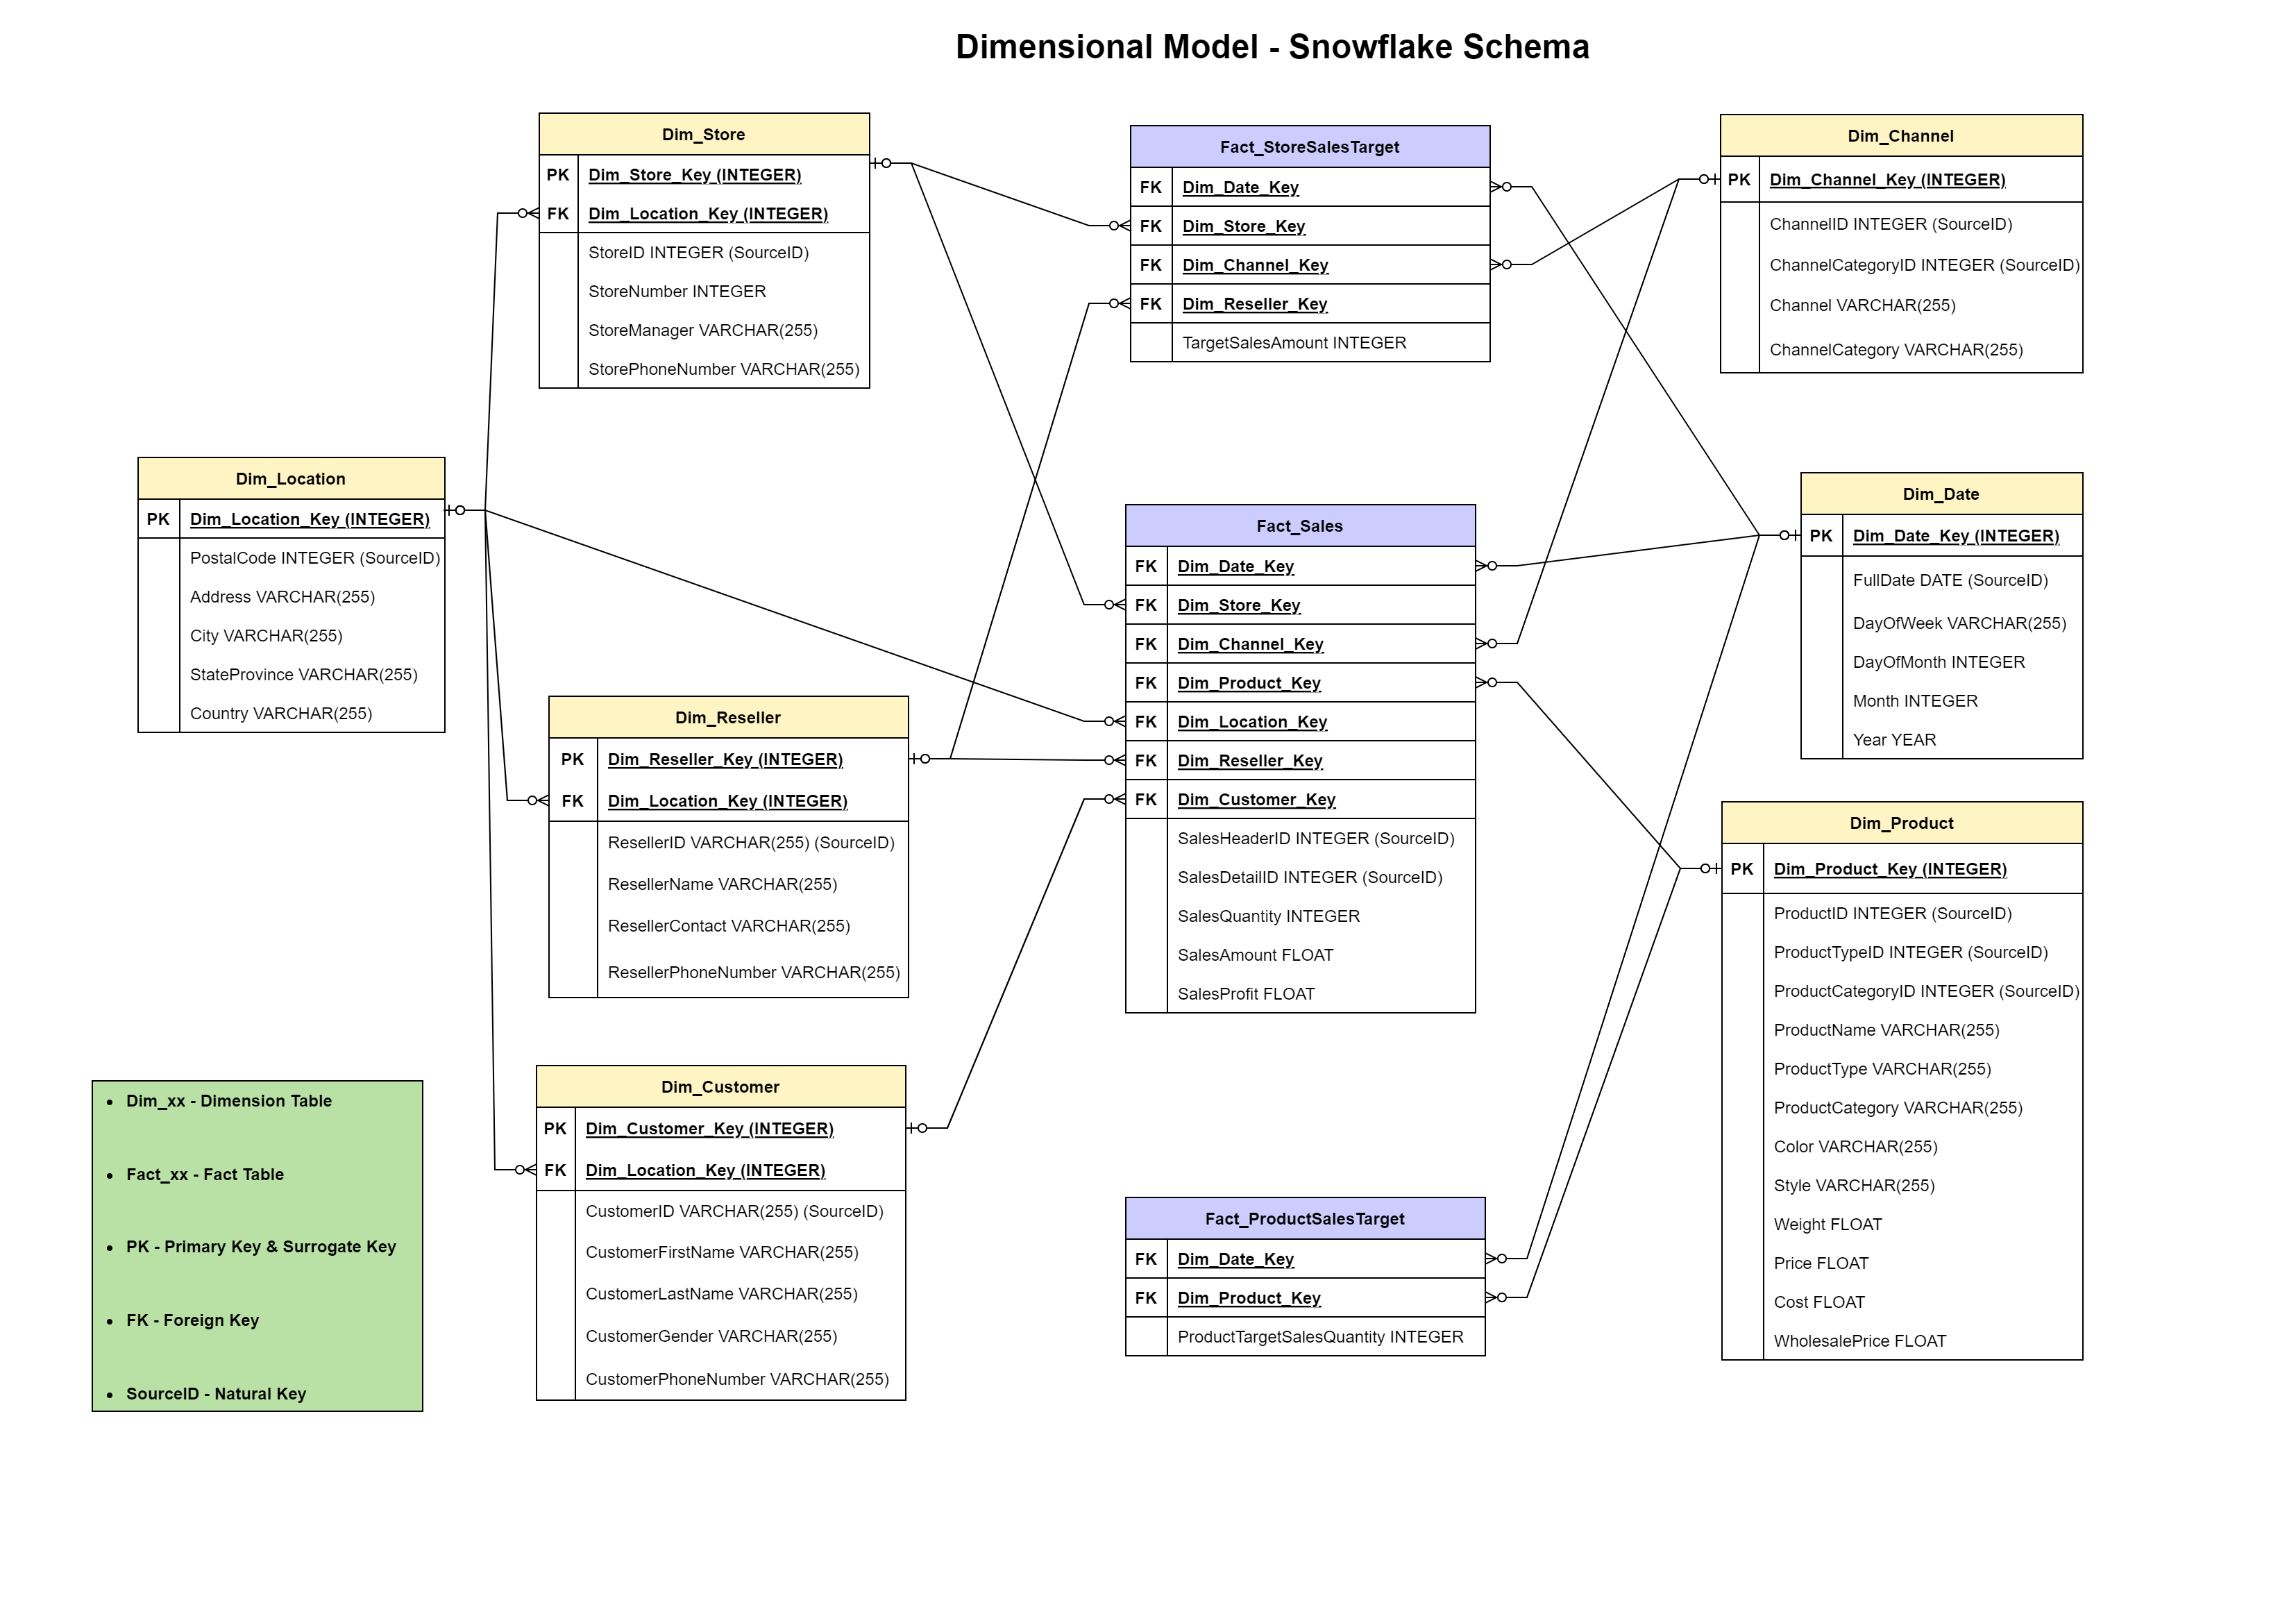 Dimensional Model - Snowflake Schema
Dim_Store
PK Dim_Store_Key (INTEGER)
FK Dim_Location_Key (INTEGER)
StoreID INTEGER (SourceID)
StoreNumber INTEGER
StoreManager VARCHAR(255)
StorePhoneNumber VARCHAR(255)
Fact_StoreSalesTarget
FK Dim_Date_Key
FK Dim_Store_Key
FK Dim_Channel_Key
FK Dim_Reseller_Key
TargetSalesAmount INTEGER
Dim_Channel
PK Dim_Channel_Key (INTEGER)
ChannelID INTEGER (SourceID)
ChannelCategoryID INTEGER (SourceID)
Channel VARCHAR(255)
ChannelCategory VARCHAR(255)
Dim_Location
PK Dim_Location_Key (INTEGER)
PostalCode INTEGER (SourceID)
Address VARCHAR(255)
City VARCHAR(255)
StateProvince VARCHAR(255)
Country VARCHAR(255)
Fact_Sales
FK Dim_Date_Key
FK Dim_Store_Key
FK Dim_Channel_Key
FK Dim_Product_Key
FK Dim_Location_Key
FK Dim_Reseller_Key
FK Dim_Customer_Key
SalesHeaderID INTEGER (SourceID)
SalesDetailID INTEGER (SourceID)
SalesQuantity INTEGER
SalesAmount FLOAT
SalesProfit FLOAT
Dim_Date
PK Dim_Date_Key (INTEGER)
FullDate DATE (SourceID)
DayOfWeek VARCHAR(255)
DayOfMonth INTEGER
Month INTEGER
Year YEAR
Dim_Reseller
PK Dim_Reseller_Key (INTEGER)
FK Dim_Location_Key (INTEGER)
ResellerID VARCHAR(255) (SourceID)
ResellerName VARCHAR(255)
ResellerContact VARCHAR(255)
ResellerPhoneNumber VARCHAR(255)
Dim_Product
PK Dim_Product_Key (INTEGER)
ProductID INTEGER (SourceID)
ProductTypeID INTEGER (SourceID)
ProductCategoryID INTEGER (SourceID)
ProductName VARCHAR(255)
ProductType VARCHAR(255)
ProductCategory VARCHAR(255)
Color VARCHAR(255)
Style VARCHAR(255)
Weight FLOAT
Price FLOAT
Cost FLOAT
WholesalePrice FLOAT
Dim_Customer
PK Dim_Customer_Key (INTEGER)
FK Dim_Location_Key (INTEGER)
CustomerID VARCHAR(255) (SourceID)
CustomerFirstName VARCHAR(255)
CustomerLastName VARCHAR(255)
CustomerGender VARCHAR(255)
CustomerPhoneNumber VARCHAR(255)
Fact_ProductSalesTarget
FK Dim_Date_Key
FK Dim_Product_Key
ProductTargetSalesQuantity INTEGER
• Dim_xx - Dimension Table
• Fact_xx - Fact Table
• PK - Primary Key & Surrogate Key
• FK - Foreign Key
• SourceID - Natural Key